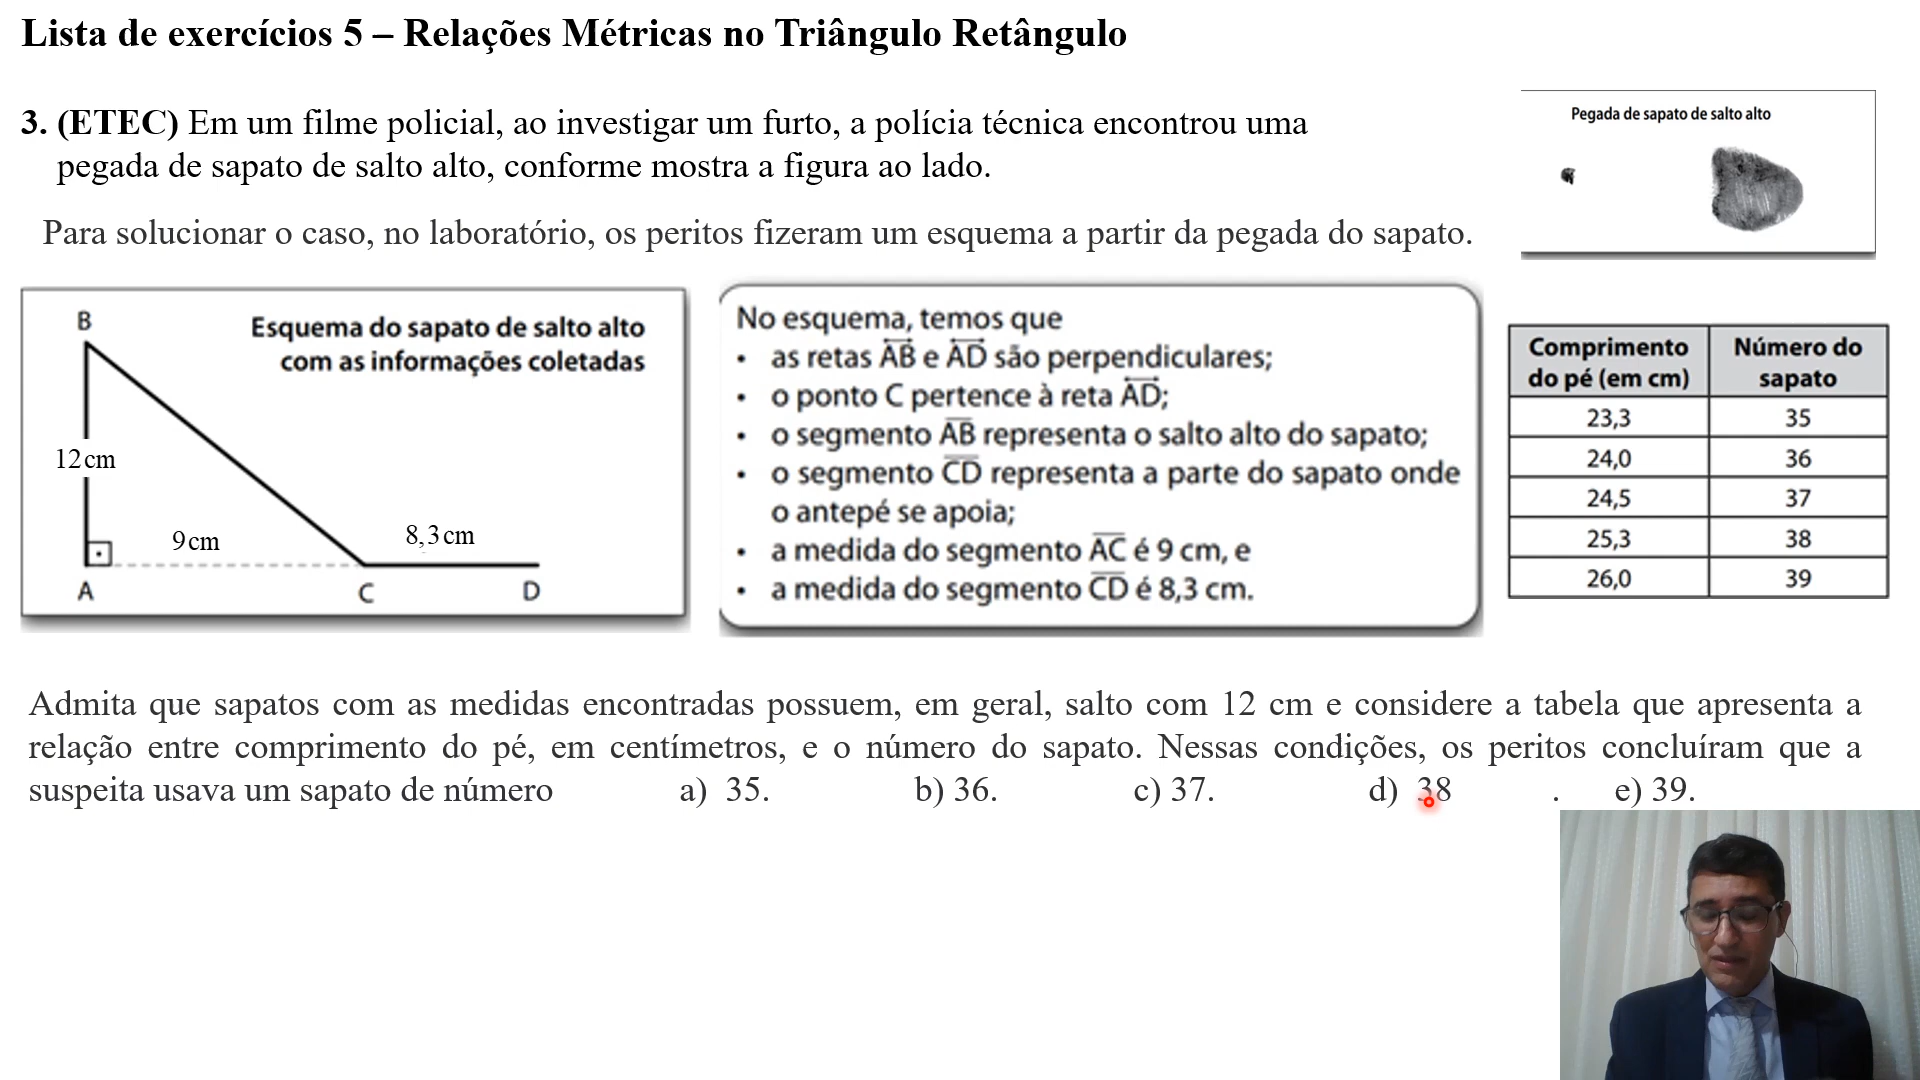 Lista de exercícios 5 – Relações Métricas no Triângulo Retângulo
3. (ETEC) Em um filme policial, ao investigar um furto, a polícia técnica encontrou uma
pegada de sapato de salto alto, conforme mostra a figura ao lado.
Pegada de sapato de salto alto
Para solucionar o caso, no laboratório, os peritos fizeram um esquema a partir da pegada do sapato.
B
Esquema do sapato de salto alto
com as informações coletadas
12 cm
9 cm
8,3 cm
A
C
D
No esquema, temos que
• as retas AB e AD são perpendiculares;
• o ponto C pertence à reta AD;
• o segmento AB representa o salto alto do sapato;
• o segmento CD representa a parte do sapato onde
o antepé se apoia;
• a medida do segmento AC é 9 cm, e
• a medida do segmento CD é 8,3 cm.
Comprimento Número do
do pé (em cm) sapato
23,3 35
24,0 36
24,5 37
25,3 38
26,0 39
Admita que sapatos com as medidas encontradas possuem, em geral, salto com 12 cm e considere a tabela que apresenta a
relação entre comprimento do pé, em centímetros, e o número do sapato. Nessas condições, os peritos concluíram que a
suspeita usava um sapato de número a) 35. b) 36. c) 37. d) 38 . e) 39.